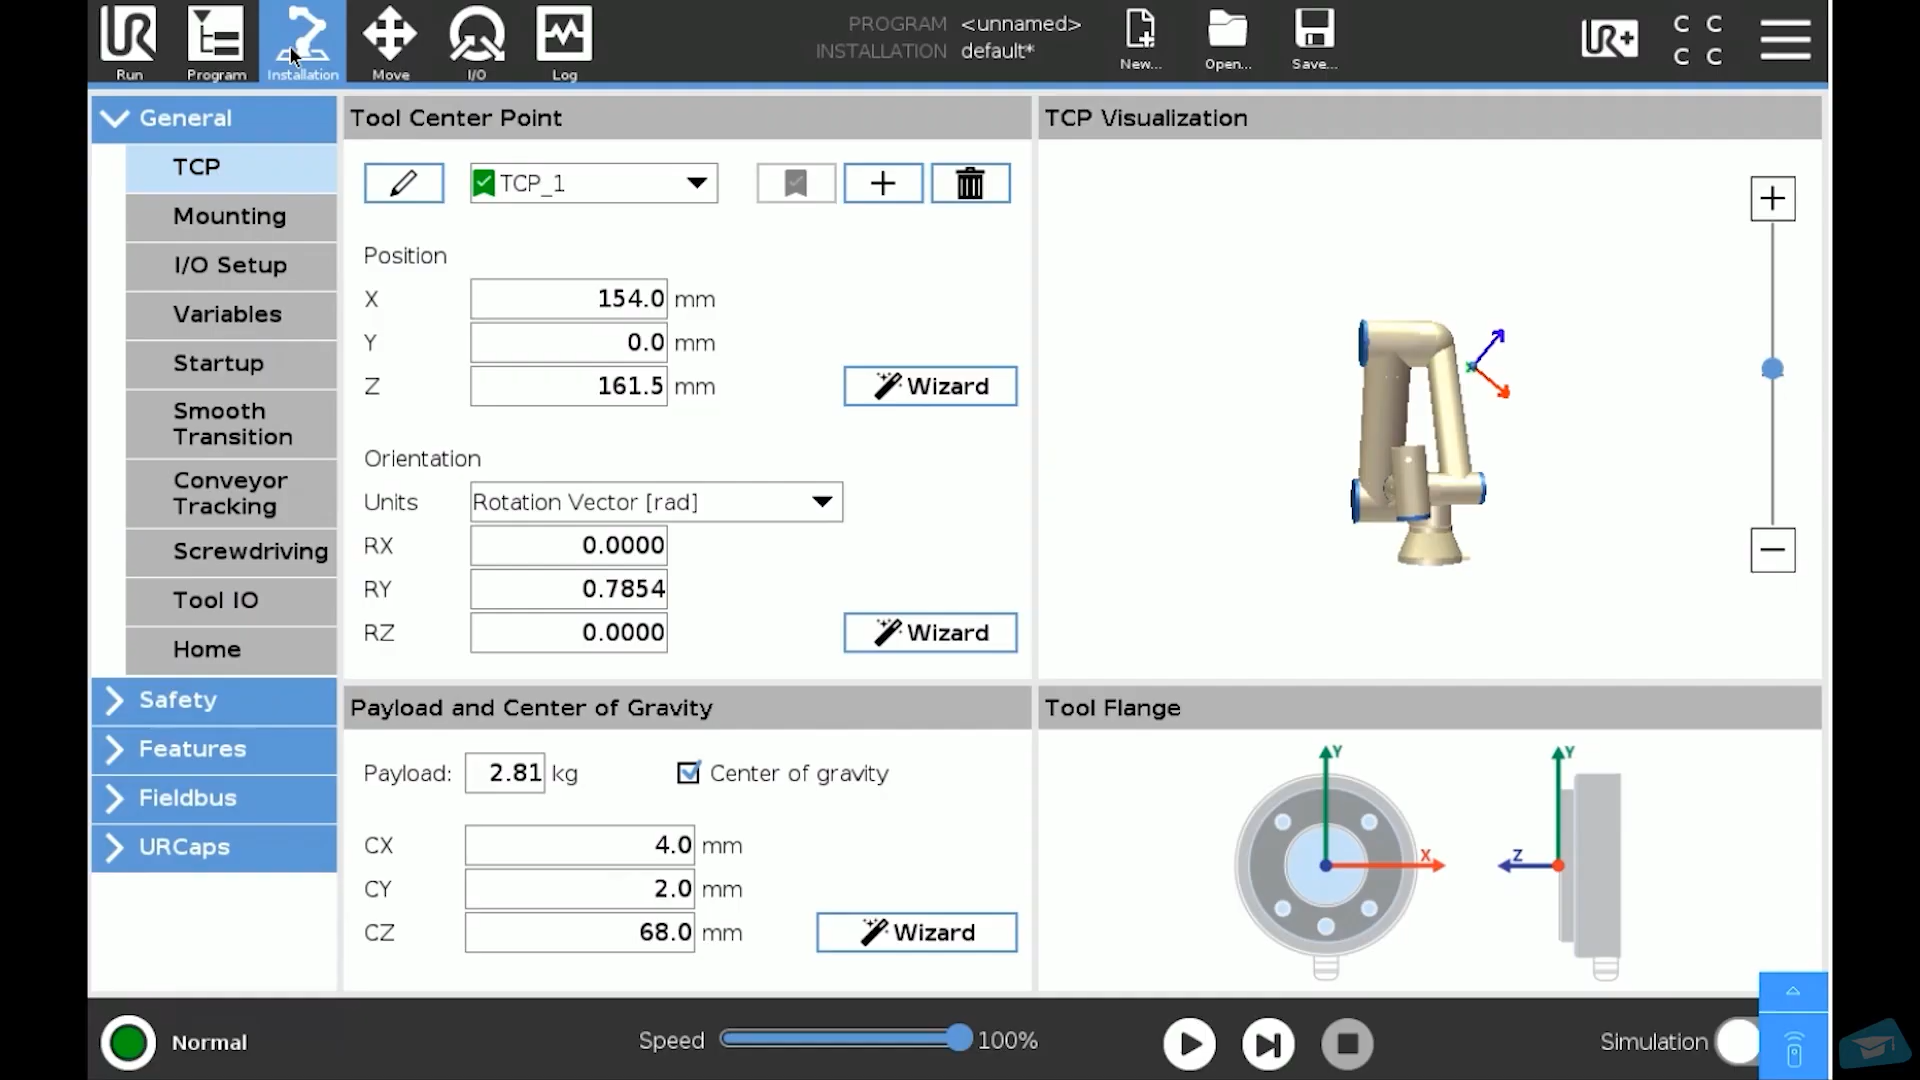 Run
Program
Installation
Move
I/O
Log
PROGRAM <unnamed>
INSTALLATION default*
New...
Open...
Save...
UR+
C C
C C
General
TCP
Mounting
I/O Setup
Variables
Startup
Smooth
Transition
Conveyor
Tracking
Screwdriving
Tool IO
Home
Safety
Features
Fieldbus
URCaps
Tool Center Point
TCP_1
Position
X 154.0 mm
Y 0.0 mm
Z 161.5 mm
Wizard
Orientation
Units Rotation Vector [rad]
RX 0.0000
RY 0.7854
RZ 0.0000
Wizard
Payload and Center of Gravity
Payload: 2.81 kg
Center of gravity
CX 4.0 mm
CY 2.0 mm
CZ 68.0 mm
Wizard
TCP Visualization
Tool Flange
Y
X
Y
Z
Normal
Speed 100%
Simulation